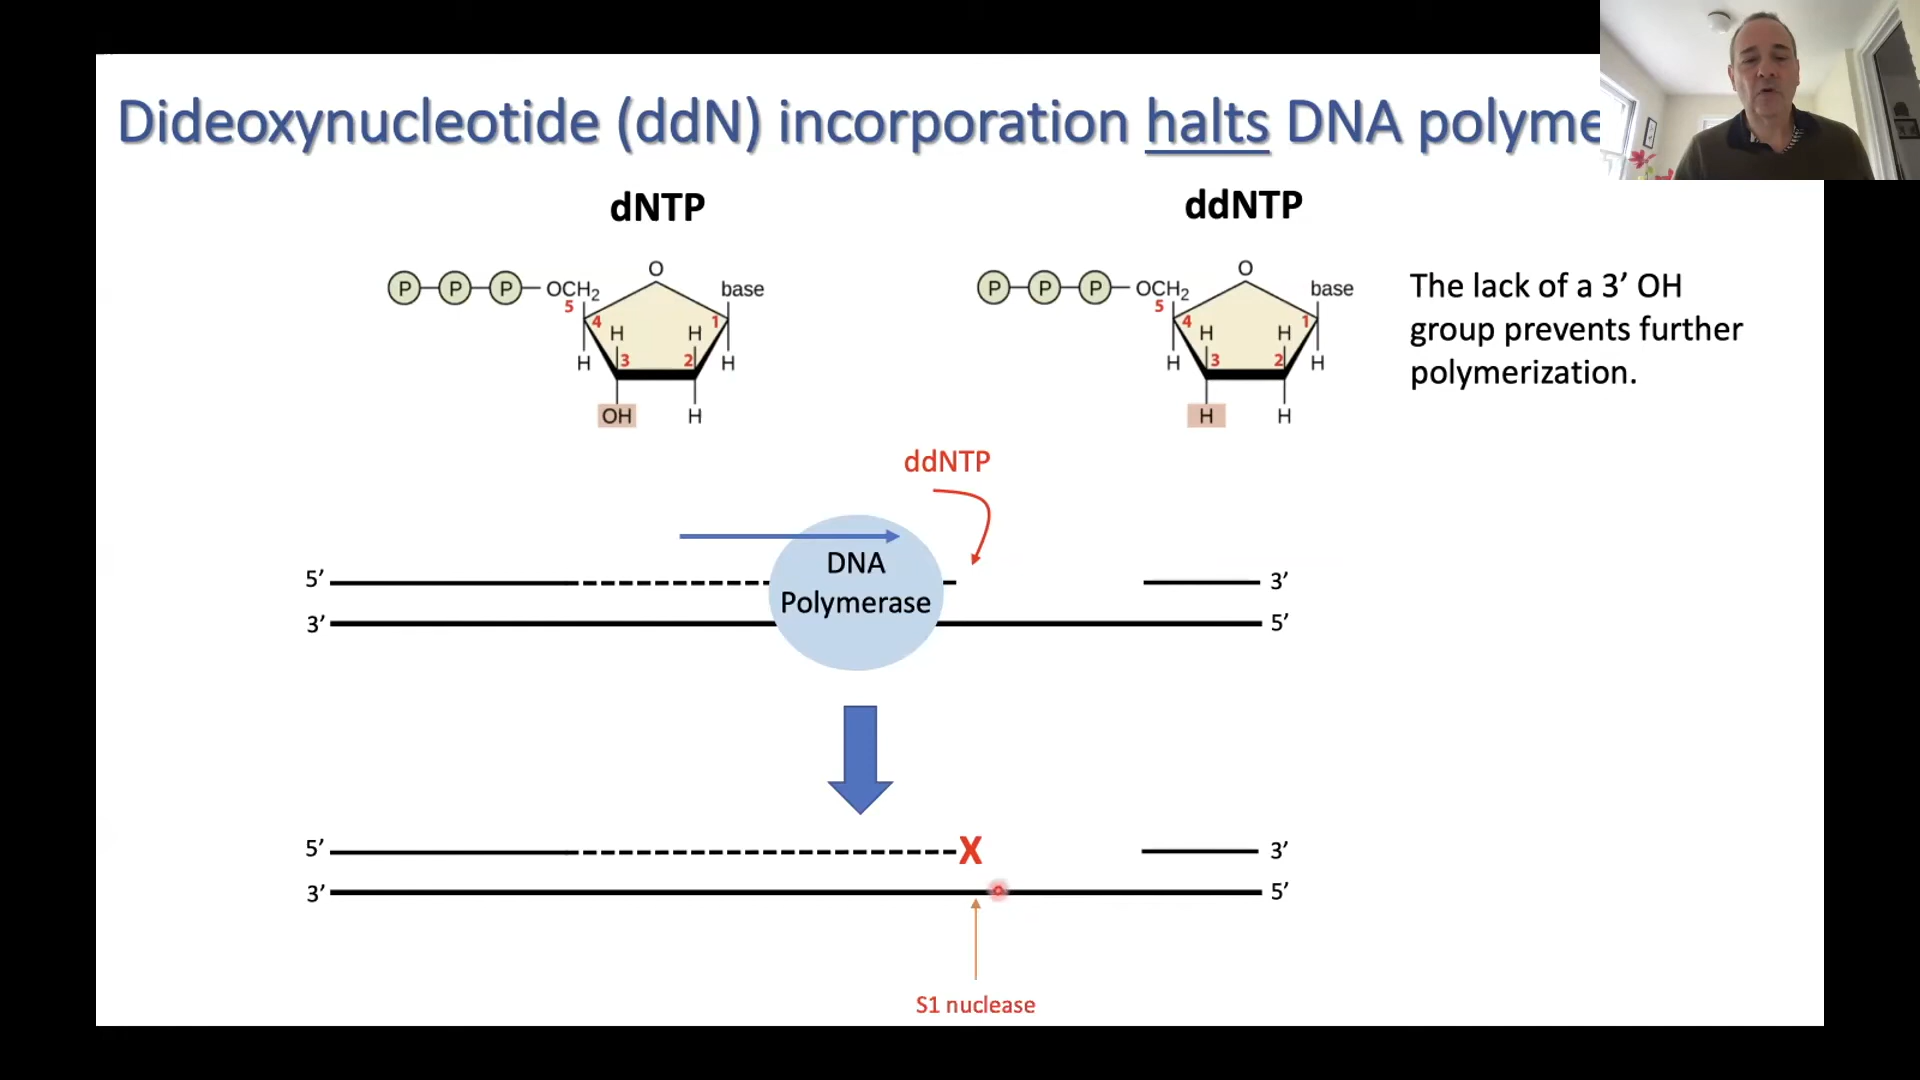 Dideoxynucleotide (ddN) incorporation halts DNA
dNTP
ddNTP
P P P OCH₂ O base
5 4 H H 1
H 3 2 H
OH H
P P P OCH₂ O base
5 4 H H 1
H 3 2 H
H H
The lack of a 3’ OH
group prevents further
polymerization.
ddNTP
DNA
Polymerase
5’ 3’
3’ 5’
5’ X 3’
3’ 5’
S1 nuclease